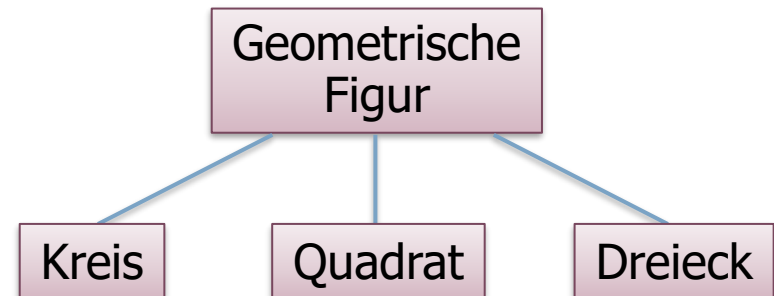 Geometrische
Figur
Kreis
Quadrat
Dreieck